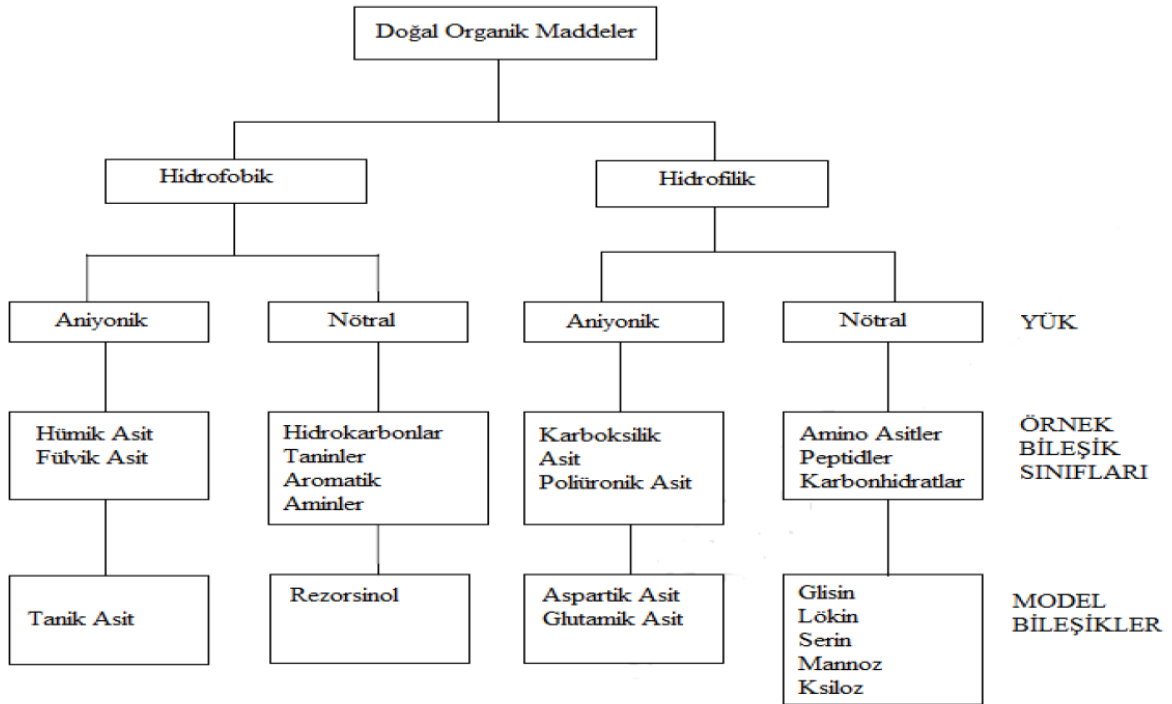 Doğal Organik Maddeler
Hidrofobik
Hidrofilik
Aniyonik
Nötral
Aniyonik
Nötral
YÜK
Hümik Asit
Fülvik Asit
Hidrokarbonlar
Taninler
Aromatik
Aminler
Karboksilik
Asit
Poliüronik Asit
Amino Asitler
Peptidler
Karbonhidratlar
ÖRNEK
BİLEŞİK
SINIFLARI
Tanik Asit
Rezorsinol
Aspartik Asit
Glutamik Asit
Glisin
Lökin
Serin
Mannoz
Ksiloz
MODEL
BİLEŞİKLER